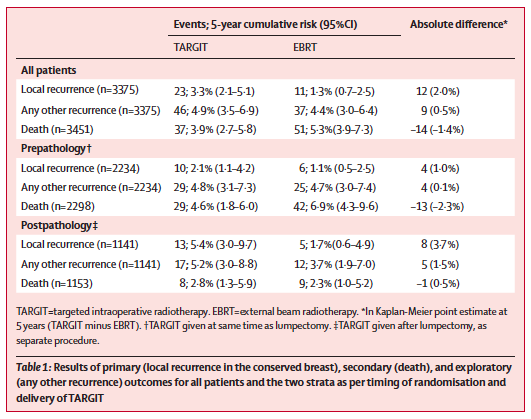 Events; 5-year cumulative risk (95%CI) Absolute difference*
TARGIT EBRT
All patients
Local recurrence (n=3375) 23; 3·3% (2·1–5·1) 11; 1·3% (0·7–2·5) 12 (2·0%)
Any other recurrence (n=3375) 46; 4·9% (3·5–6·9) 37; 4·4% (3·0–6·4) 9 (0·5%)
Death (n=3451) 37; 3·9% (2·7–5·8) 51; 5·3%(3·9–7·3) –14 (–1·4%)
Prepathology†
Local recurrence (n=2234) 10; 2·1% (1·1–4·2) 6; 1·1% (0·5–2·5) 4 (1·0%)
Any other recurrence (n=2234) 29; 4·8% (3·1–7·3) 25; 4·7% (3·0–7·4) 4 (0·1%)
Death (n=2298) 29; 4·6% (1·8–6·0) 42; 6·9% (4·3–9·6) –13 (–2·3%)
Postpathology‡
Local recurrence (n=1141) 13; 5·4% (3·0–9·7) 5; 1·7%(0·6–4·9) 8 (3·7%)
Any other recurrence (n=1141) 17; 5·2% (3·0–8·8) 12; 3·7% (1·9–7·0) 5 (1·5%)
Death (n=1153) 8; 2·8% (1·3–5·9) 9; 2·3% (1·0–5·2) –1 (0·5%)
TARGIT=targeted intraoperative radiotherapy. EBRT=external beam radiotherapy. *In Kaplan-Meier point estimate at
5 years (TARGIT minus EBRT). †TARGIT given at same time as lumpectomy. ‡TARGIT given after lumpectomy, as
separate procedure.
Table 1: Results of primary (local recurrence in the conserved breast), secondary (death), and exploratory
(any other recurrence) outcomes for all patients and the two strata as per timing of randomisation and
delivery of TARGIT